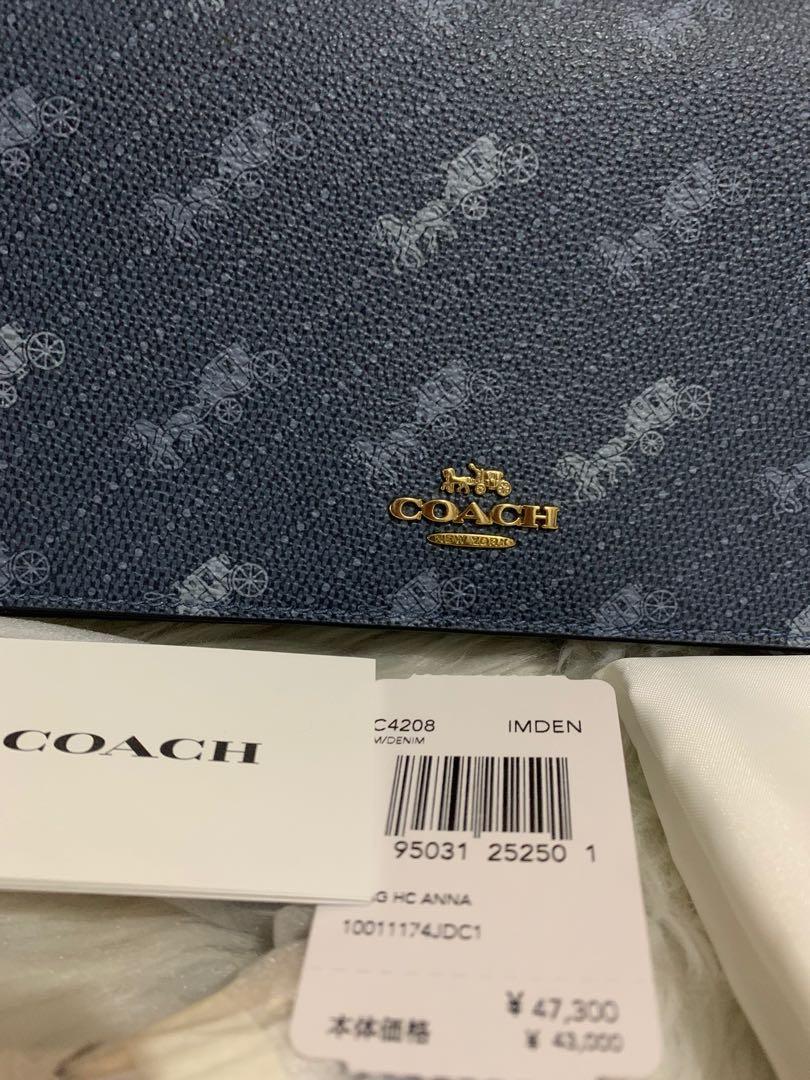 COACH
NEW YORK
COACH
C4208 IMDEN
M/DENIM
95031 25250 1
G HC ANNA
10011174JDC1
¥ 47,300
本体価格 ¥ 43,000